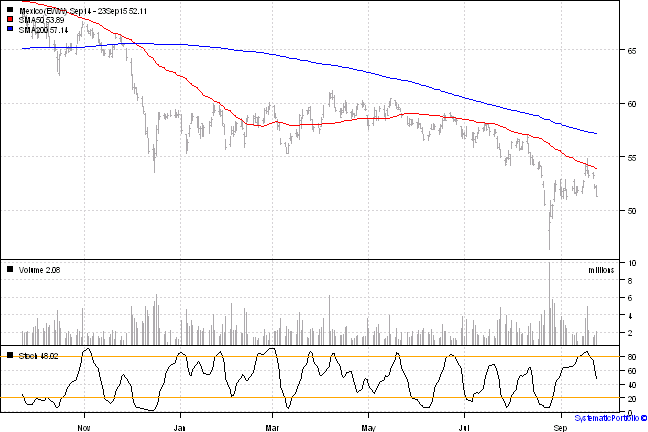 Mexico(EWW) Sep14 - 23Sep15 52.11
SMA50 53.89
SMA200 57.14
65
60
55
50
Volume 2.08
millions
10
8
6
4
2
Stoch 48.02
80
60
40
20
0
Nov
Jan
Mar
May
Jul
Sep
SystematicPortfolio ©